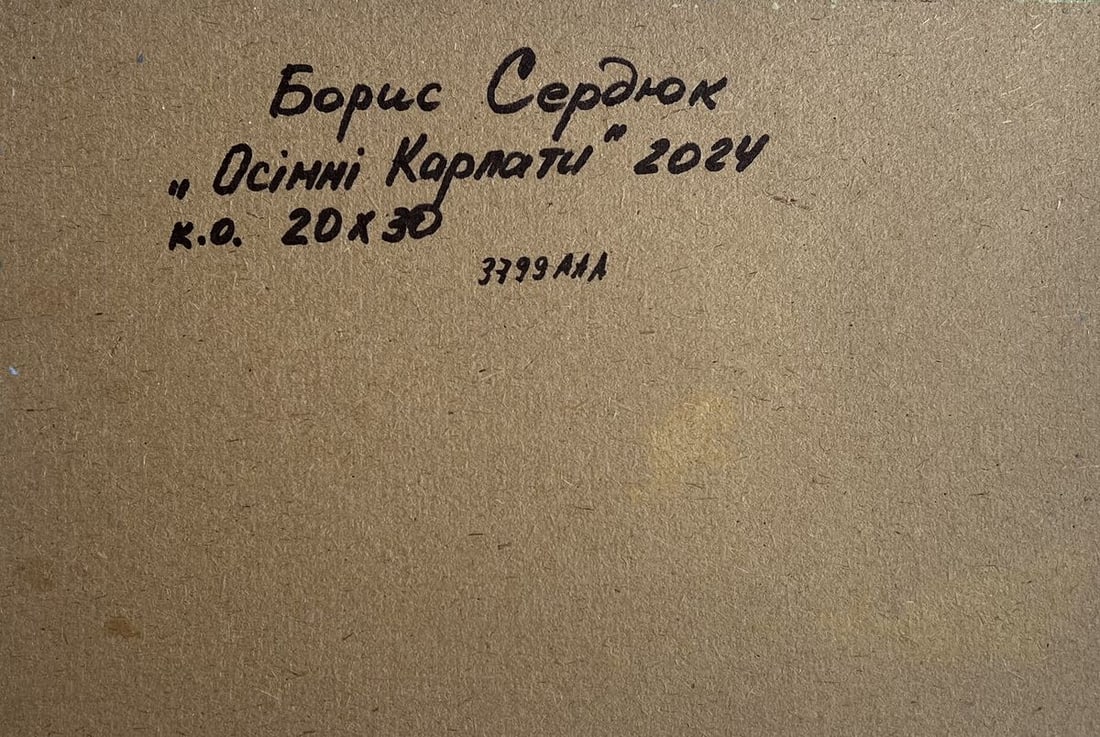 Борис Сердюк
„Осінні Карпати" 2024
к.о. 20х30
3799ААА